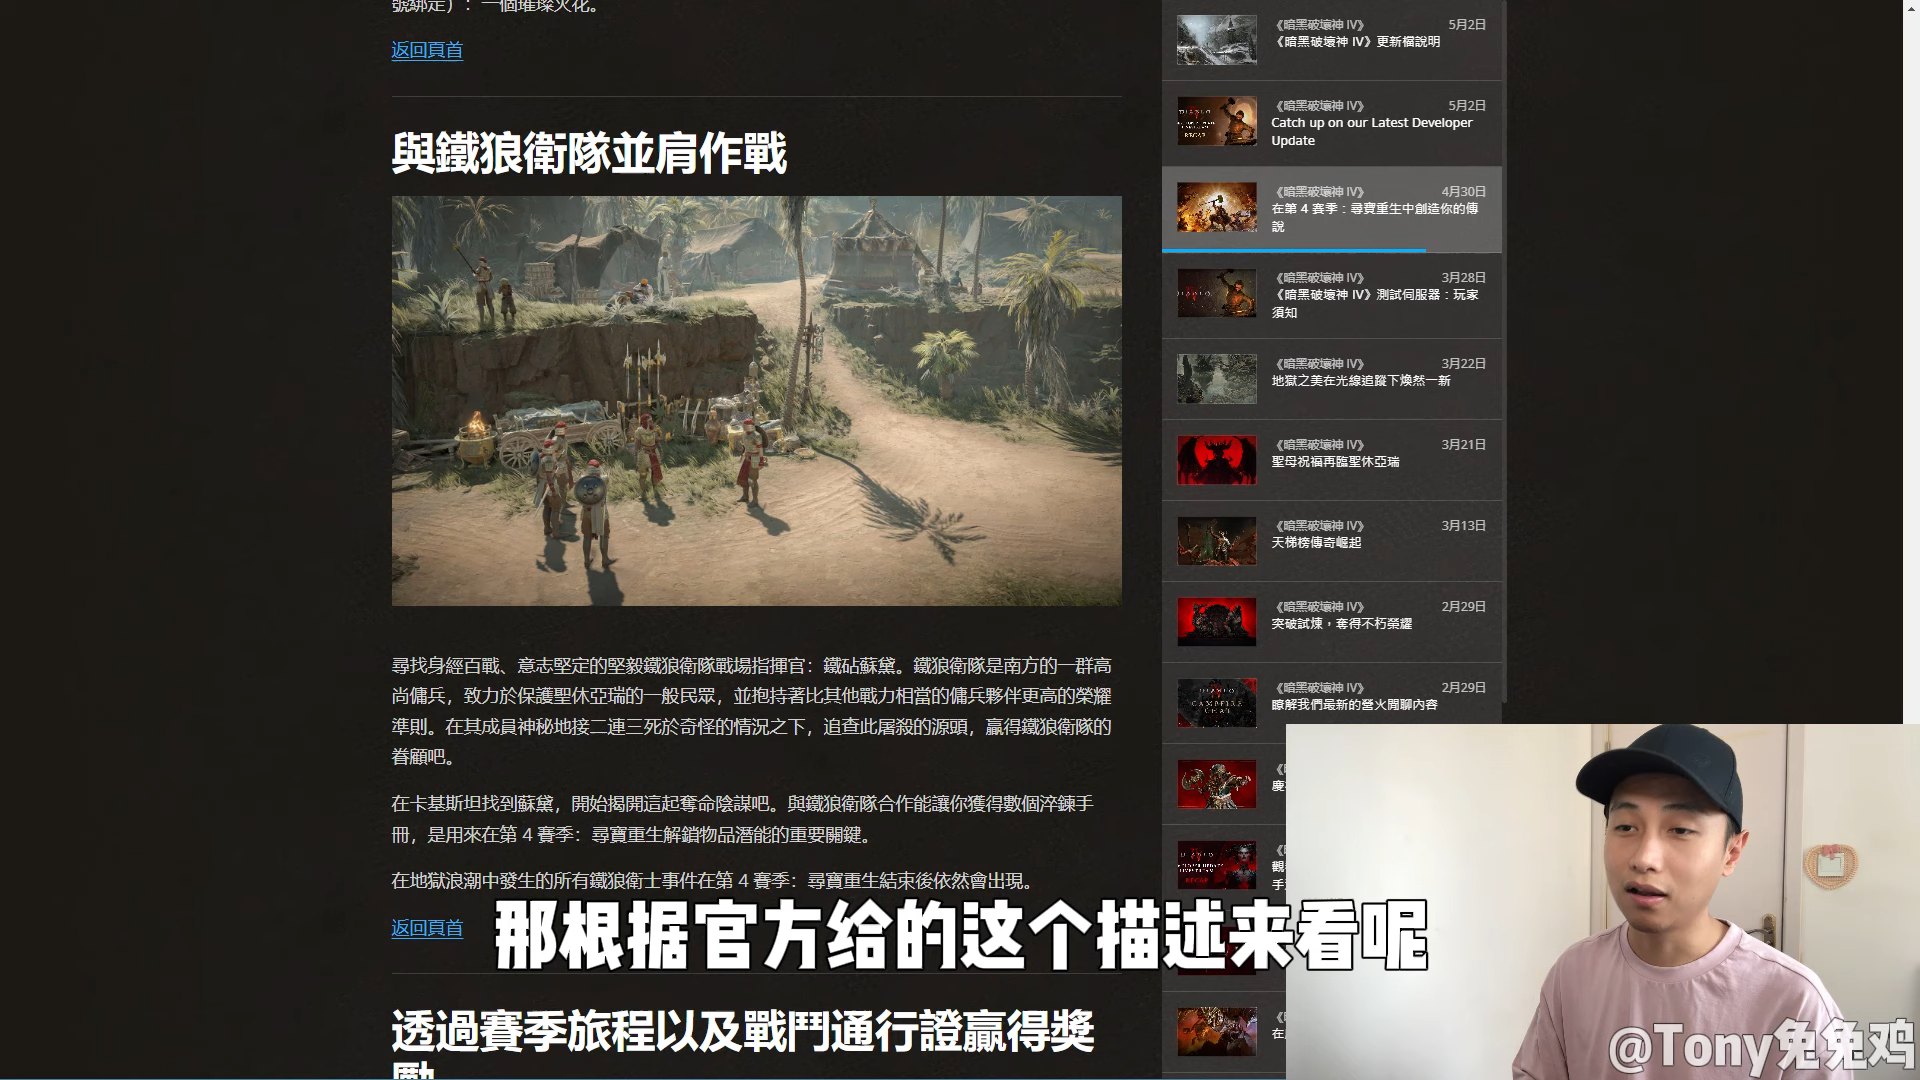 號綁定）：一個璀璨火花。
返回頁首
與鐵狼衛隊並肩作戰
尋找身經百戰、意志堅定的堅毅鐵狼衛隊戰場指揮官：鐵砧蘇黛。鐵狼衛隊是南方的一群高
尚傭兵，致力於保護聖休亞瑞的一般民眾，並抱持著比其他戰力相當的傭兵夥伴更高的榮耀
準則。在其成員神秘地接二連三死於奇怪的情況之下，追查此屠殺的源頭，贏得鐵狼衛隊的
眷顧吧。
在卡基斯坦找到蘇黛，開始揭開這起奪命陰謀吧。與鐵狼衛隊合作能讓你獲得數個淬鍊手
冊，是用來在第 4 賽季：尋寶重生解鎖物品潛能的重要關鍵。
在地獄浪潮中發生的所有鐵狼衛士事件在第 4 賽季：尋寶重生結束後依然會出現。
返回頁首
透過賽季旅程以及戰鬥通行證贏得獎
勵
《暗黑破壞神 IV》 5月2日
《暗黑破壞神 IV》更新檔說明
《暗黑破壞神 IV》 5月2日
Catch up on our Latest Developer
Update
《暗黑破壞神 IV》 4月30日
在第 4 賽季：尋寶重生中創造你的傳
說
《暗黑破壞神 IV》 3月28日
《暗黑破壞神 IV》測試伺服器：玩家
須知
《暗黑破壞神 IV》 3月22日
地獄之美在光線追蹤下煥然一新
《暗黑破壞神 IV》 3月21日
聖母祝福再臨聖休亞瑞
《暗黑破壞神 IV》 3月13日
天梯榜傳奇崛起
《暗黑破壞神 IV》 2月29日
突破試煉，奪得不朽榮耀
《暗黑破壞神 IV》 2月29日
瞭解我們最新的營火閒聊內容
DIABLO
CAMPFIRE
CHAT
慶
觀
手
在
那根据官方给的这个描述来看呢
@Tony兔兔鸡